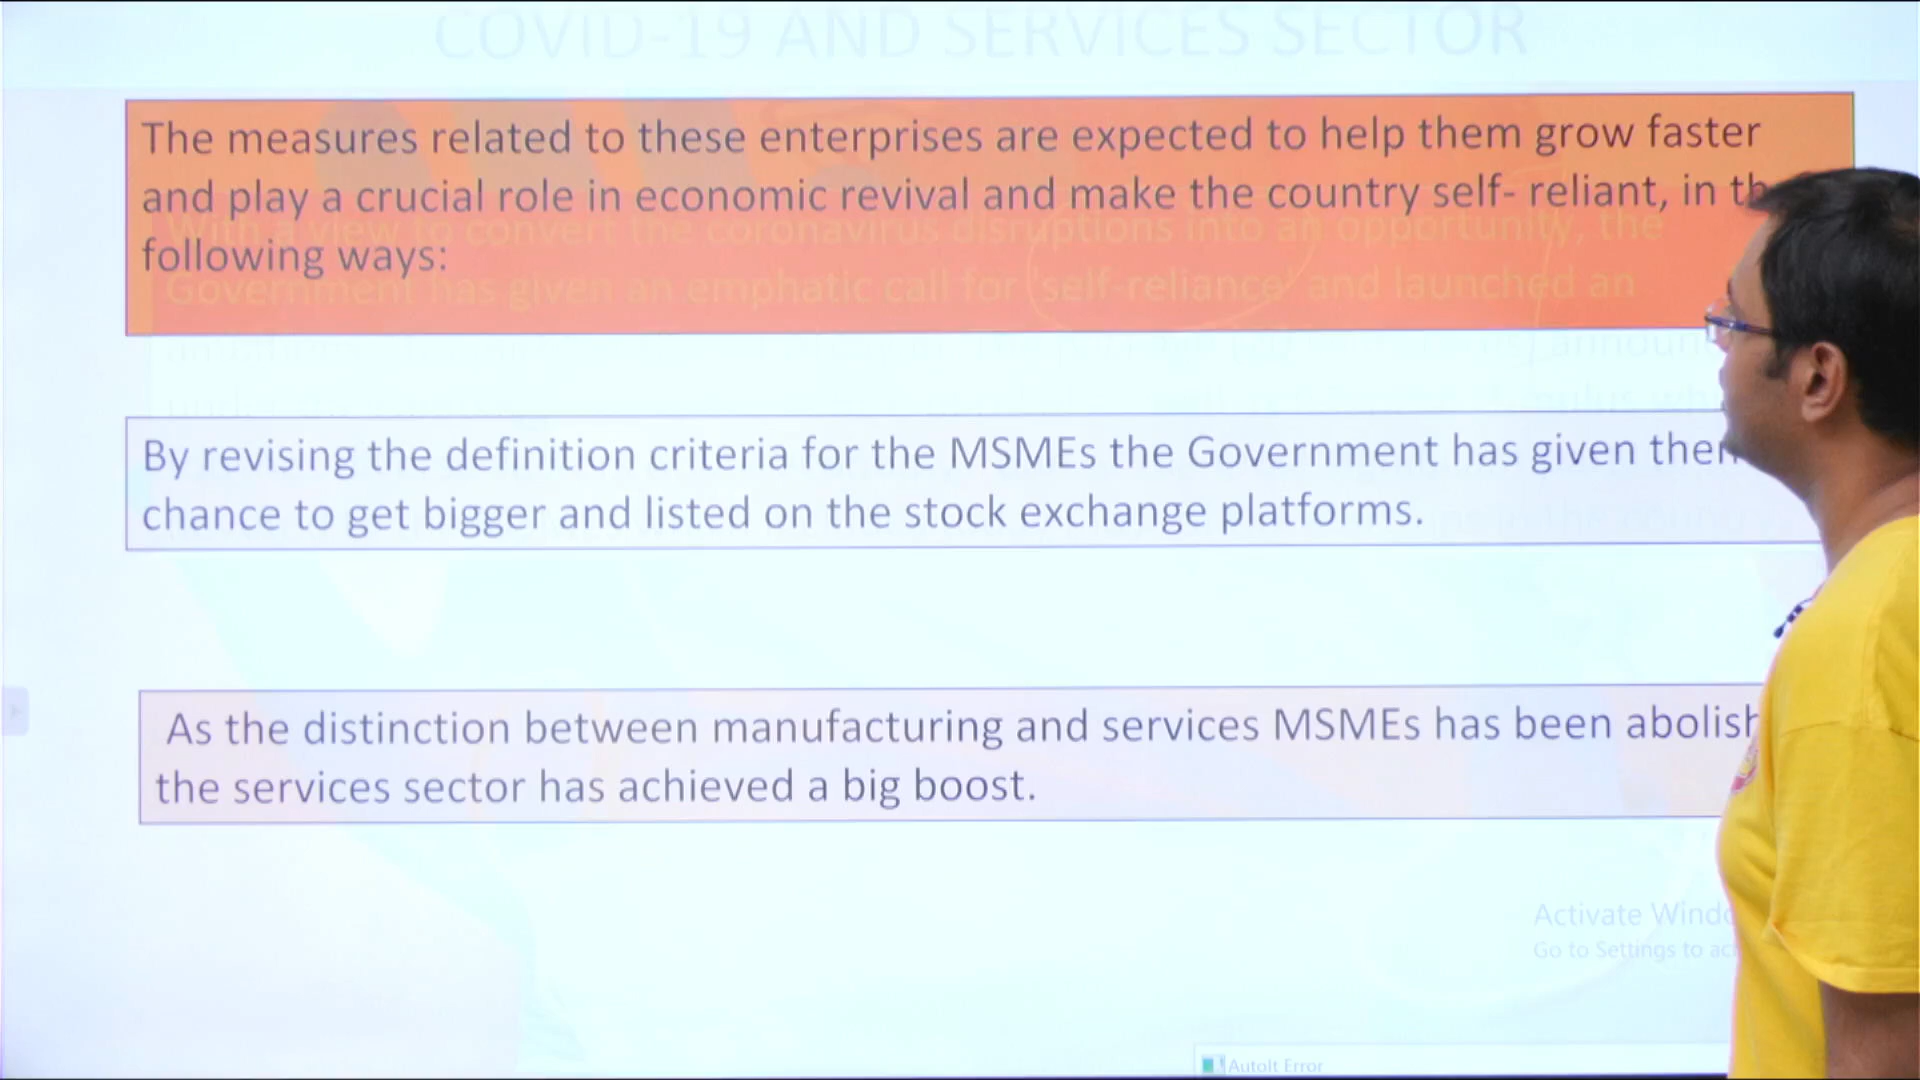 COVID-19 AND SERVICES SECTOR
The measures related to these enterprises are expected to help them grow faster
and play a crucial role in economic revival and make the country self- reliant, in
With a view to convert the coronavirus disruptions into an opportunity, the
following ways:
Government has given an emphatic call for 'self-reliance' and launched an
By revising the definition criteria for the MSMEs the Government has given
chance to get bigger and listed on the stock exchange platforms.
As the distinction between manufacturing and services MSMEs has been
the services sector has achieved a big boost.
Activate
Go to Settings to
AutoIt Error